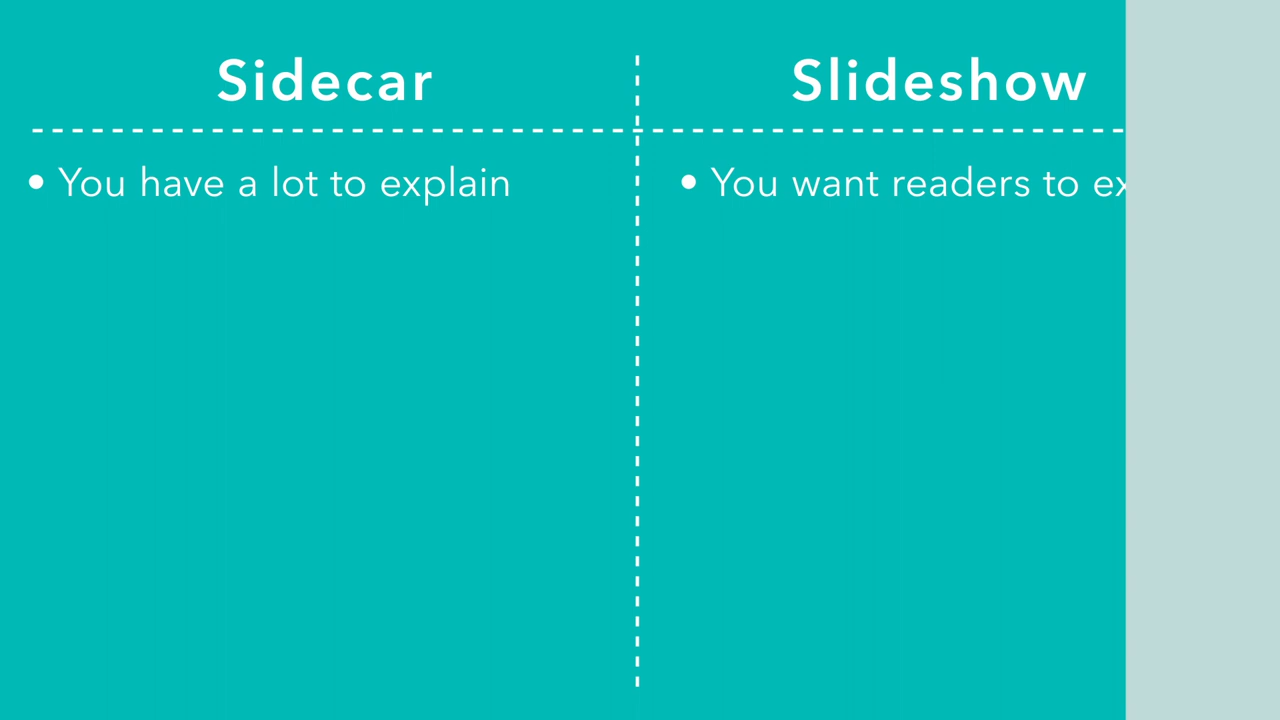 Sidecar
Slideshow
• You have a lot to explain
• You want readers to